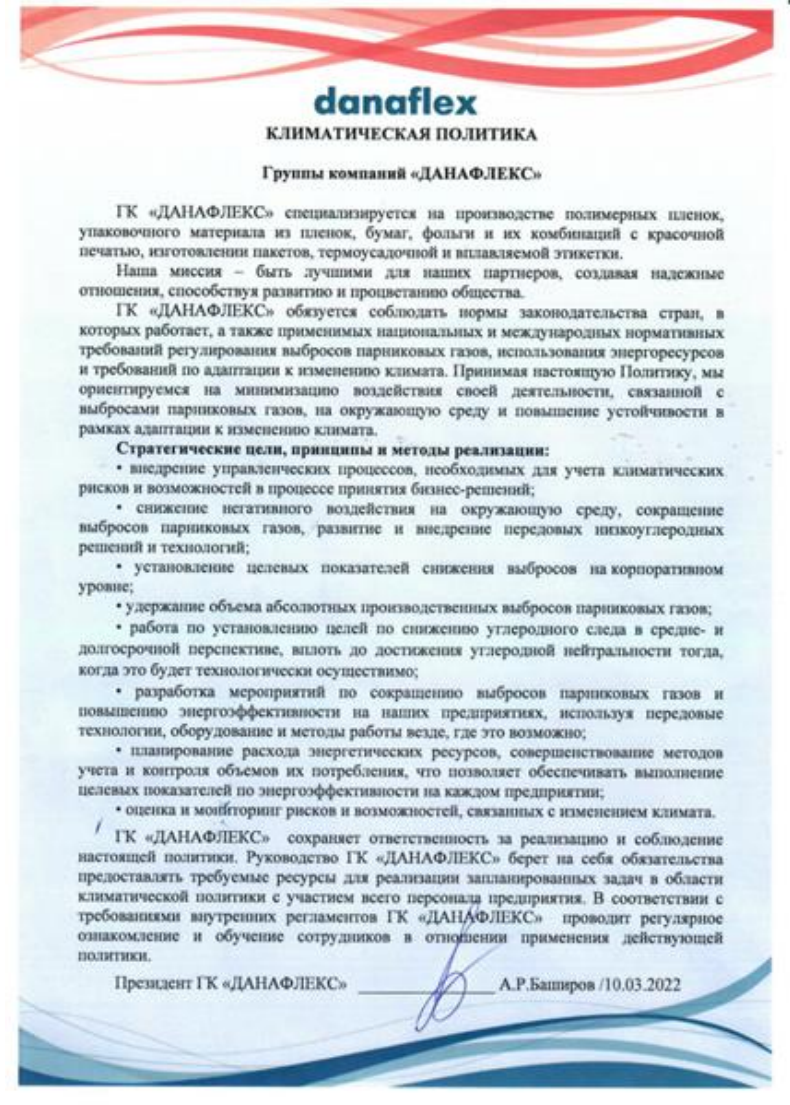 danaflex
КЛИМАТИЧЕСКАЯ ПОЛИТИКА
Группы компаний «ДАНАФЛЕКС»
ГК «ДАНАФЛЕКС» специализируется на производстве полимерных пленок,
упаковочного материала из пленок, бумаг, фольги и их комбинаций с красочной
печатью, изготовлении пакетов, термоусадочной и вплавляемой этикетки.
Наша миссия – быть лучшими для наших партнеров, создавая надежные
отношения, способствуя развитию и процветанию общества.
ГК «ДАНАФЛЕКС» обязуется соблюдать нормы законодательства стран, в
которых работает, а также применимых национальных и международных нормативных
требований регулирования выбросов парниковых газов, использования энергоресурсов
и требований по адаптации к изменению климата. Принимая настоящую Политику, мы
ориентируемся на минимизацию воздействия своей деятельности, связанной с
выбросами парниковых газов, на окружающую среду и повышение устойчивости в
рамках адаптации к изменению климата.
Стратегические цели, принципы и методы реализации:
• внедрение управленческих процессов, необходимых для учета климатических
рисков и возможностей в процессе принятия бизнес-решений;
• снижение негативного воздействия на окружающую среду, сокращение
выбросов парниковых газов, развитие и внедрение передовых низкоуглеродных
решений и технологий;
• установление целевых показателей снижения выбросов на корпоративном
уровне;
• удержание объема абсолютных производственных выбросов парниковых газов;
• работа по установлению целей по снижению углеродного следа в средне- и
долгосрочной перспективе, вплоть до достижения углеродной нейтральности тогда,
когда это будет технологически осуществимо;
• разработка мероприятий по сокращению выбросов парниковых газов и
повышению энергоэффективности на наших предприятиях, используя передовые
технологии, оборудование и методы работы везде, где это возможно;
• планирование расхода энергетических ресурсов, совершенствование методов
учета и контроля объемов их потребления, что позволяет обеспечивать выполнение
целевых показателей по энергоэффективности на каждом предприятии;
• оценка и мониторинг рисков и возможностей, связанных с изменением климата.
ГК «ДАНАФЛЕКС» сохраняет ответственность за реализацию и соблюдение
настоящей политики. Руководство ГК «ДАНАФЛЕКС» берет на себя обязательства
предоставлять требуемые ресурсы для реализации запланированных задач в области
климатической политики с участием всего персонала предприятия. В соответствии с
требованиями внутренних регламентов ГК «ДАНАФЛЕКС» проводит регулярное
ознакомление и обучение сотрудников в отношении применения действующей
политики.
Президент ГК «ДАНАФЛЕКС» ______________ А.Р.Баширов /10.03.2022